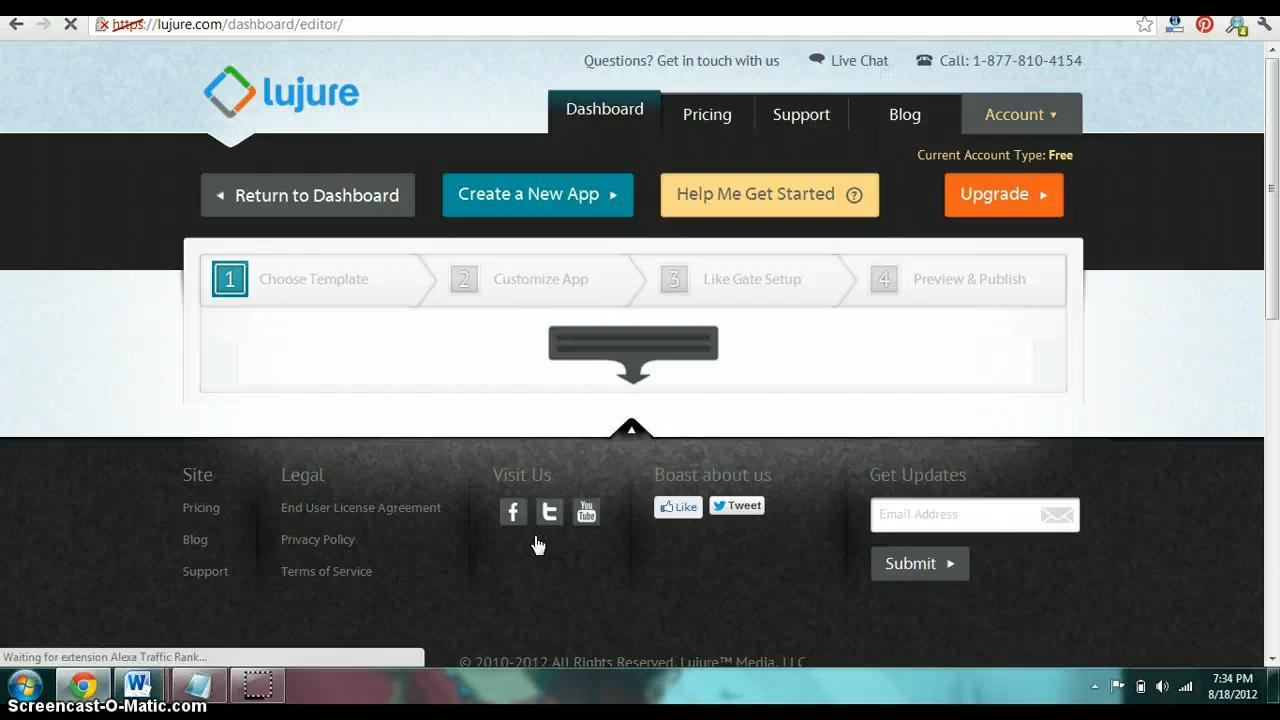 https://lujure.com/dashboard/editor/
Questions? Get in touch with us Live Chat Call: 1-877-810-4154
lujure
Dashboard Pricing Support Blog Account
Current Account Type: Free
Return to Dashboard Create a New App Help Me Get Started ? Upgrade
1 Choose Template 2 Customize App 3 Like Gate Setup 4 Preview & Publish
Site Legal Visit Us Boast about us Get Updates
Pricing End User License Agreement f t You Tube Like Tweet Email Address
Blog Privacy Policy
Support Terms of Service Submit
Waiting for extension Alexa Traffic Rank...
© 2010-2012 All Rights Reserved. Lujure™ Media, LLC
7:34 PM
8/18/2012
Screencast-O-Matic.com